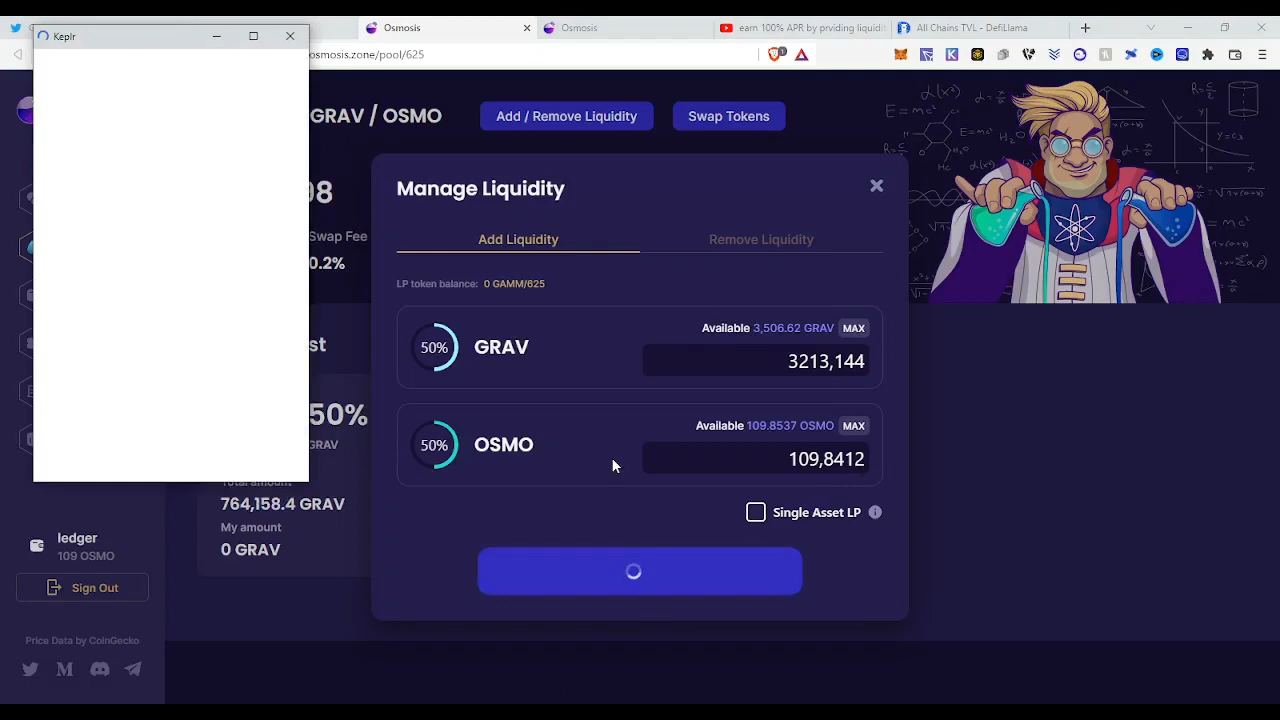 Keplr
Osmosis
Osmosis
earn 100% APR by prviding liquidi
All Chains TVL - DefiLlama
osmosis.zone/pool/625
1
GRAV / OSMO
Add / Remove Liquidity
Swap Tokens
98
Swap Fee
0.2%
Manage Liquidity
Add Liquidity
Remove Liquidity
LP token balance: 0 GAMM/625
50%
GRAV
Available 3,506.62 GRAV
MAX
3213,144
50%
OSMO
Available 109.8537 OSMO
MAX
109,8412
Single Asset LP
50%
GRAV
Total amount
764,158.4 GRAV
My amount
0 GRAV
ledger
109 OSMO
Sign Out
Price Data by CoinGecko